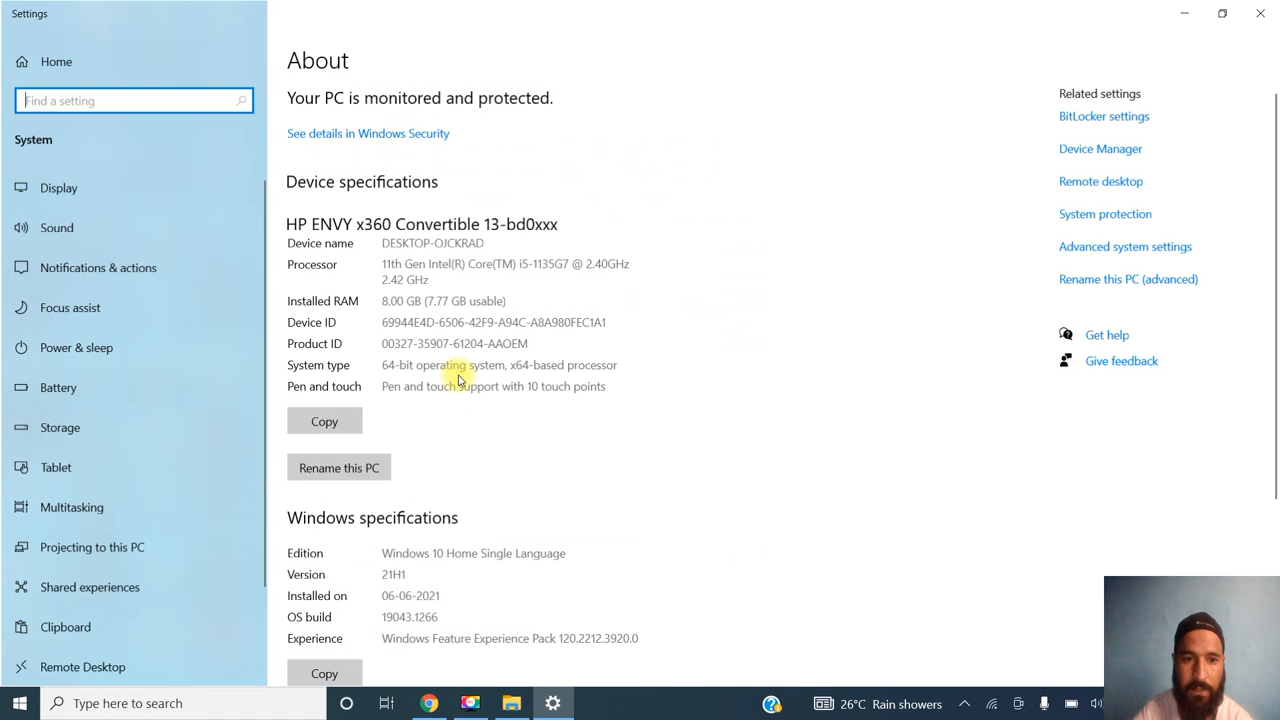 Settings
Home
Find a setting
System
Display
Sound
Notifications & actions
Focus assist
Power & sleep
Battery
Storage
Tablet
Multitasking
Projecting to this PC
Shared experiences
Clipboard
Remote Desktop
About
Your PC is monitored and protected.
See details in Windows Security
Device specifications
HP ENVY x360 Convertible 13-bd0xxx
Device name DESKTOP-OJCKRAD
Processor 11th Gen Intel(R) Core(TM) i5-1135G7 @ 2.40GHz
2.42 GHz
Installed RAM 8.00 GB (7.77 GB usable)
Device ID 69944E4D-6506-42F9-A94C-A8A980FEC1A1
Product ID 00327-35907-61204-AAOEM
System type 64-bit operating system, x64-based processor
Pen and touch Pen and touch support with 10 touch points
Copy
Rename this PC
Windows specifications
Edition Windows 10 Home Single Language
Version 21H1
Installed on 06-06-2021
OS build 19043.1266
Experience Windows Feature Experience Pack 120.2212.3920.0
Copy
Related settings
BitLocker settings
Device Manager
Remote desktop
System protection
Advanced system settings
Rename this PC (advanced)
Get help
Give feedback
Type here to search
26°C Rain showers